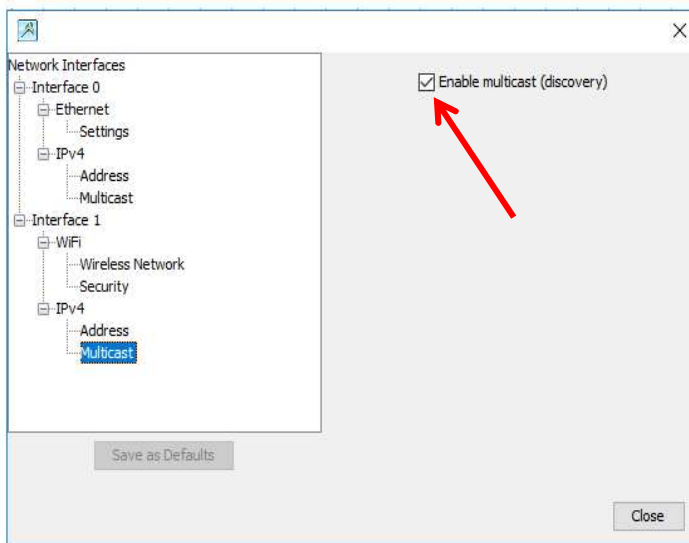 Network Interfaces
Interface 0
Ethernet
Settings
IPv4
Address
Multicast
Interface 1
WiFi
Wireless Network
Security
IPv4
Address
Multicast
Enable multicast (discovery)
Save as Defaults
Close